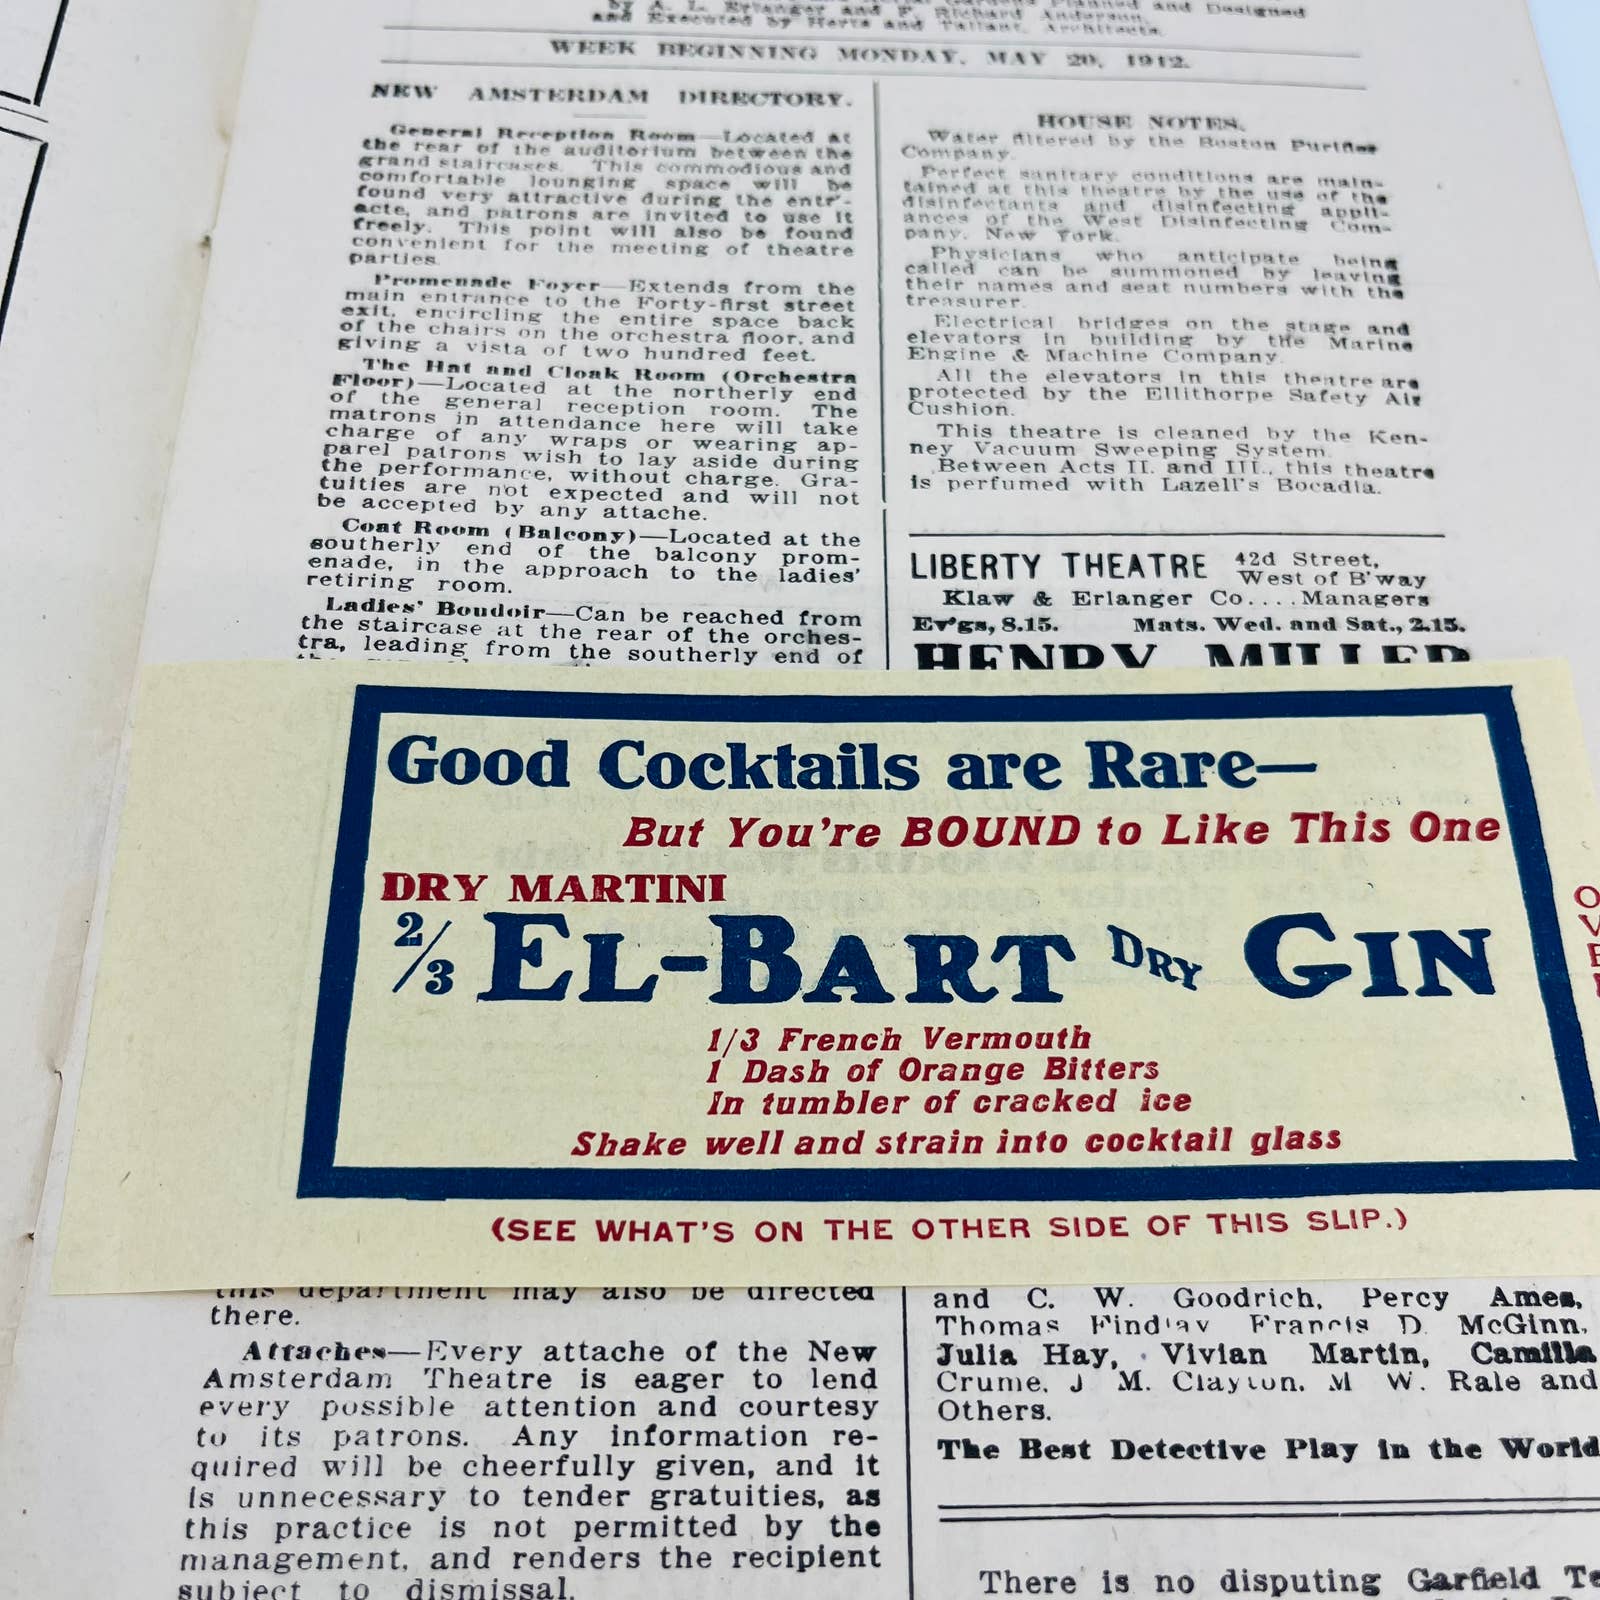 by A. L. Erlanger and F. Richard Anderson,
and Executed by Herts and Tallant, Architects.
WEEK BEGINNING MONDAY, MAY 20, 1912.
NEW AMSTERDAM DIRECTORY.
General Reception Room—Located at
the rear of the auditorium between the
grand staircases. This commodious and
comfortable lounging space will be
found very attractive during the entr'-
acte, and patrons are invited to use it
freely. This point will also be found
convenient for the meeting of theatre
parties.
Promenade Foyer—Extends from the
main entrance to the Forty-first street
exit, encircling the entire space back
of the chairs on the orchestra floor, and
giving a vista of two hundred feet.
The Hat and Cloak Room (Orchestra
Floor)—Located at the northerly end
of the general reception room. The
matrons in attendance here will take
charge of any wraps or wearing ap-
parel patrons wish to lay aside during
the performance, without charge. Gra-
tuities are not expected and will not
be accepted by any attache.
Coat Room (Balcony)—Located at the
southerly end of the balcony prom-
enade, in the approach to the ladies'
retiring room.
Ladies' Boudoir—Can be reached from
the staircase at the rear of the orches-
tra, leading from the southerly end of
HOUSE NOTES.
Water filtered by the Boston Purifier
Company.
Perfect sanitary conditions are main-
tained at this theatre by the use of the
disinfectants and disinfecting appli-
ances of the West Disinfecting Com-
pany, New York.
Physicians who anticipate being
called can be summoned by leaving
their names and seat numbers with the
treasurer.
Electrical bridges on the stage and
elevators in building by the Marine
Engine & Machine Company.
All the elevators in this theatre are
protected by the Ellithorpe Safety Air
Cushion.
This theatre is cleaned by the Ken-
ney Vacuum Sweeping System.
Between Acts II. and III., this theatre
is perfumed with Lazell's Bocadia.
LIBERTY THEATRE 42d Street,
West of B'way
Klaw & Erlanger Co....Managers
Ev'gs, 8.15. Mats. Wed. and Sat., 2.15.
HENRY MILLER
Good Cocktails are Rare—
But You're BOUND to Like This One
DRY MARTINI
2/3 EL-BART DRY GIN
1/3 French Vermouth
1 Dash of Orange Bitters
In tumbler of cracked ice
Shake well and strain into cocktail glass
(SEE WHAT'S ON THE OTHER SIDE OF THIS SLIP.)
this department may also be directed
there.
Attaches—Every attache of the New
Amsterdam Theatre is eager to lend
every possible attention and courtesy
to its patrons. Any information re-
quired will be cheerfully given, and it
is unnecessary to tender gratuities, as
this practice is not permitted by the
management, and renders the recipient
subject to dismissal.
and C. W. Goodrich, Percy Ames,
Thomas Findlay Francis D. McGinn,
Julia Hay, Vivian Martin, Camilla
Crume, J M. Clayton, M W. Rale and
Others.
The Best Detective Play in the World
There is no disputing Garfield